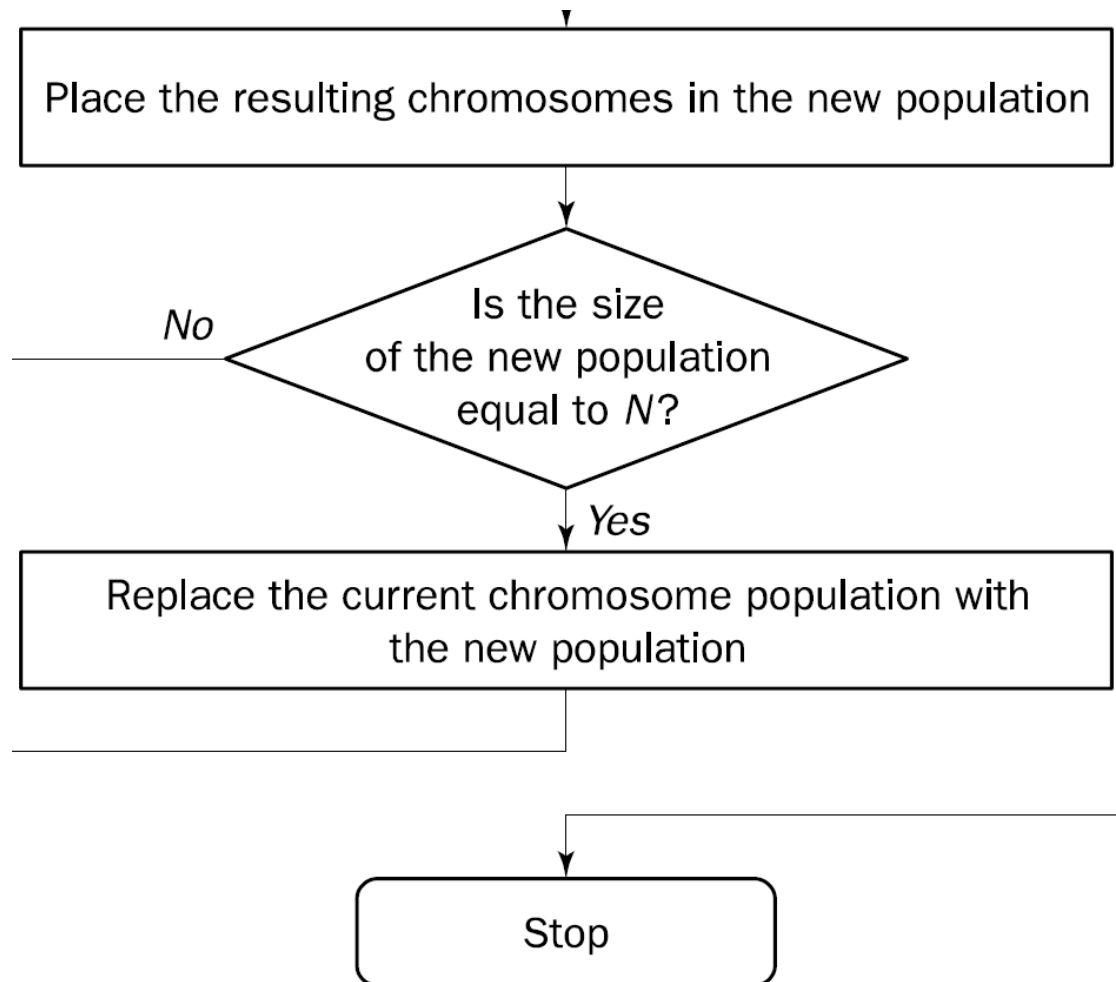 Place the resulting chromosomes in the new population
No
Is the size
of the new population
equal to N?
Yes
Replace the current chromosome population with
the new population
Stop